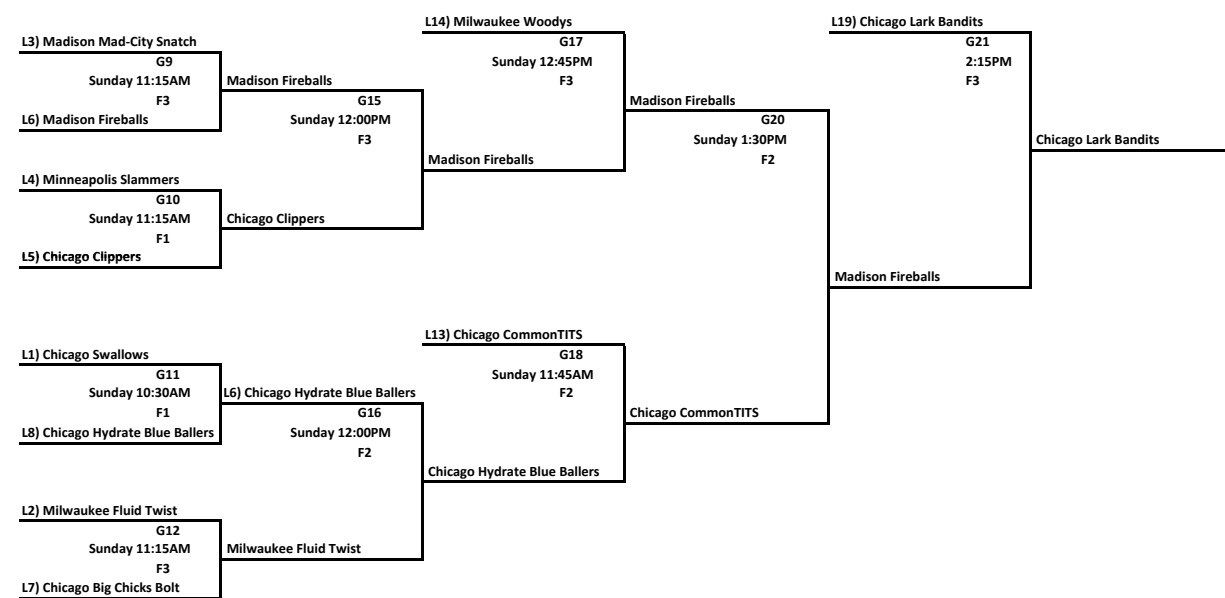 L14) Milwaukee Woodys
L19) Chicago Lark Bandits
L3) Madison Mad-City Snatch
G17
G21
G9
Sunday 12:45PM
2:15PM
Sunday 11:15AM
Madison Fireballs
F3
F3
F3
G15
Madison Fireballs
L6) Madison Fireballs
Sunday 12:00PM
G20
F3
Sunday 1:30PM
Chicago Lark Bandits
Madison Fireballs
F2
L4) Minneapolis Slammers
G10
Sunday 11:15AM
Chicago Clippers
F1
L5) Chicago Clippers
Madison Fireballs
L13) Chicago CommonTITS
L1) Chicago Swallows
G18
G11
Sunday 11:45AM
Sunday 10:30AM
L6) Chicago Hydrate Blue Ballers
F2
F1
G16
Chicago CommonTITS
L8) Chicago Hydrate Blue Ballers
Sunday 12:00PM
F2
Chicago Hydrate Blue Ballers
L2) Milwaukee Fluid Twist
G12
Sunday 11:15AM
Milwaukee Fluid Twist
F3
L7) Chicago Big Chicks Bolt